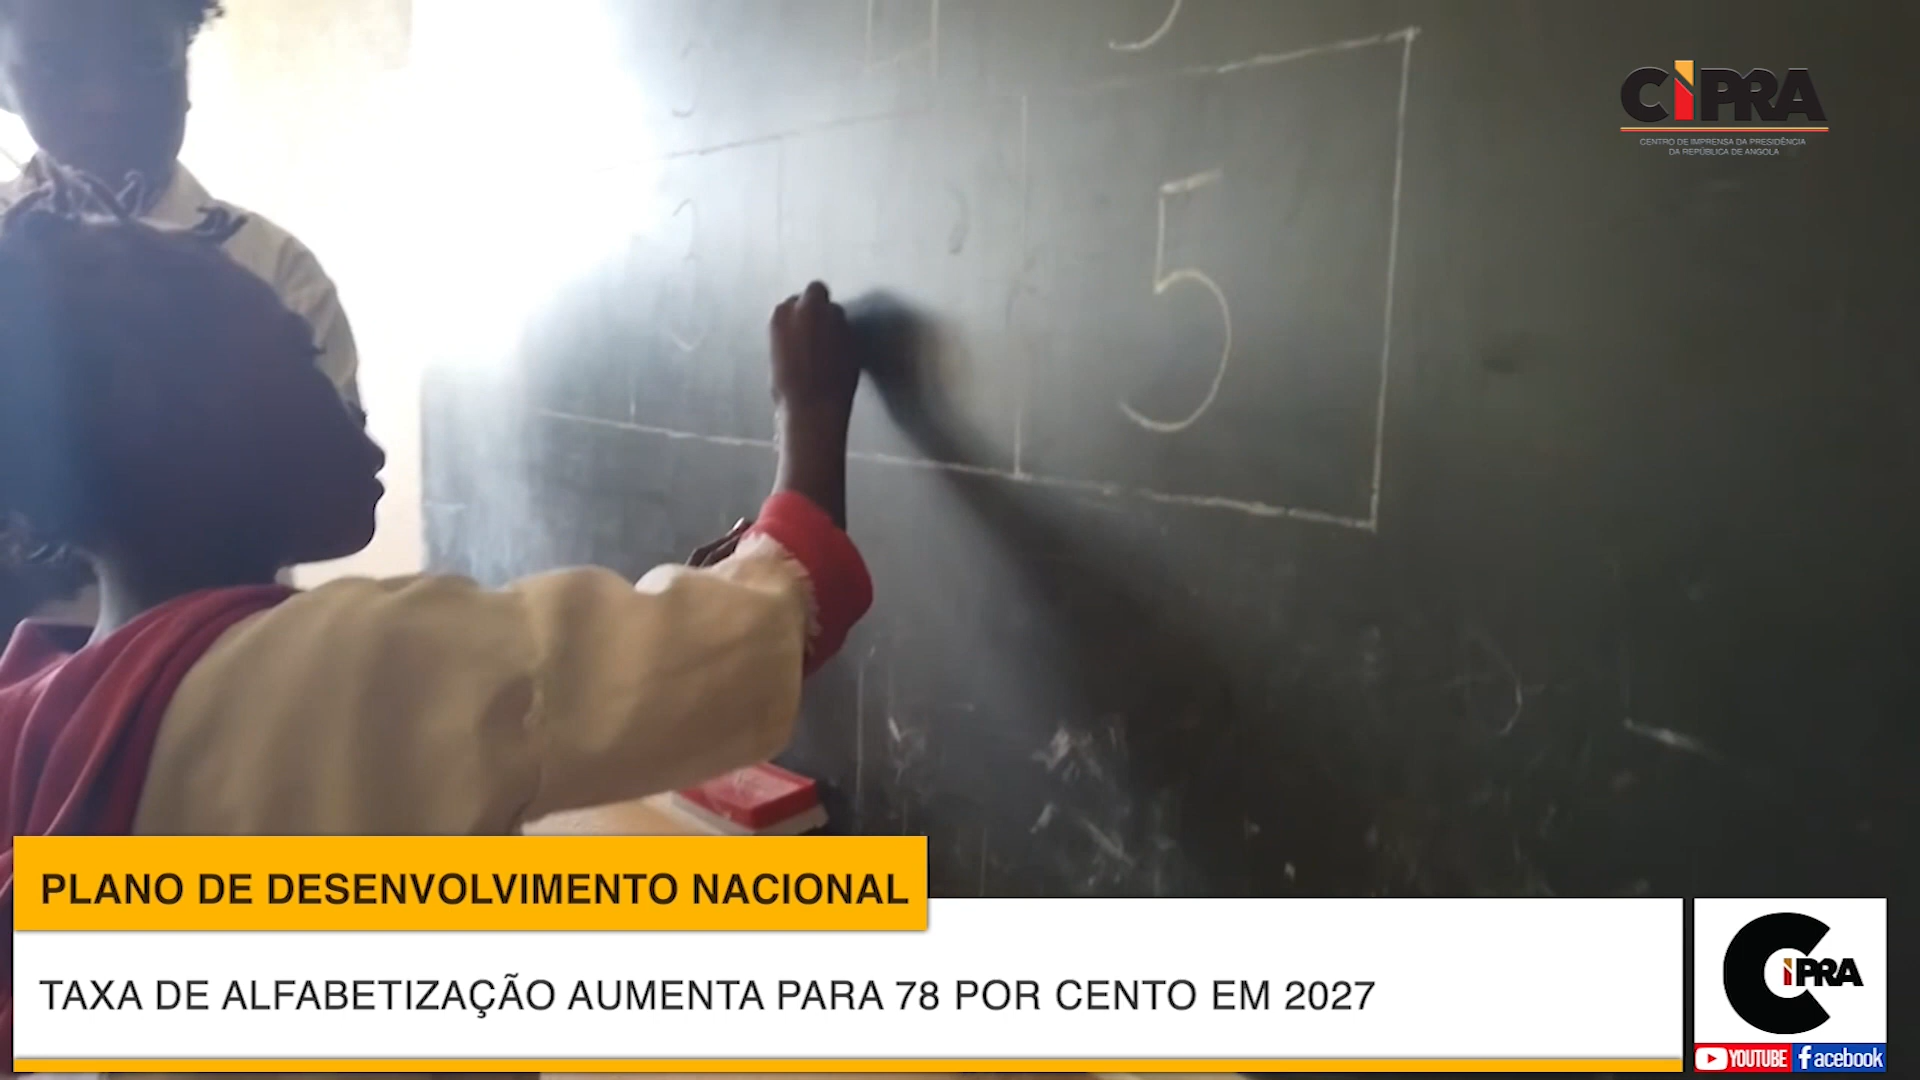 CiPRA
CENTRO DE IMPRENSA DA PRESIDÊNCIA
DA REPÚBLICA DE ANGOLA
5
PLANO DE DESENVOLVIMENTO NACIONAL
TAXA DE ALFABETIZAÇÃO AUMENTA PARA 78 POR CENTO EM 2027
CiPRA
YOUTUBE facebook